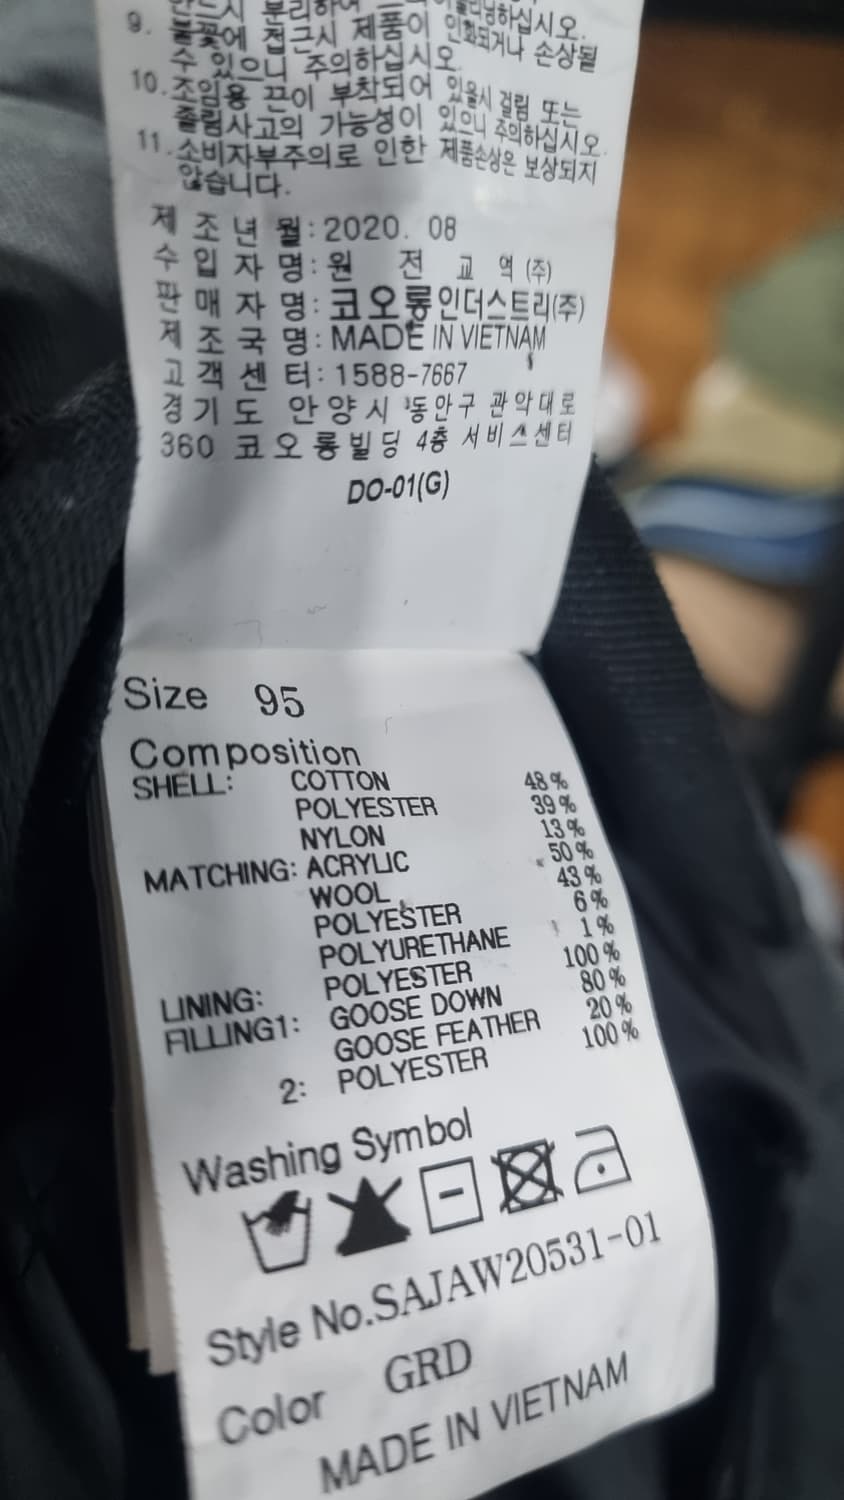 9. 불꽃에 접근시 제품이 인화되거나 손상될
수 있으니 주의하십시오.
10. 조임용 끈이 부착되어 있을시 걸림 또는
졸림사고의 가능성이 있으니 주의하십시오.
11. 소비자부주의로 인한 제품손상은 보상되지
않습니다.
제 조 년 월: 2020. 08
수 입 자 명: 원 전 교 역 (주)
판 매 자 명: 코오롱인더스트리(주)
제 조 국 명: MADE IN VIETNAM
고 객 센 터: 1588-7667
경 기 도 안 양 시 동안구 관악대로
360 코오롱빌딩 4층 서비스센터
DO-01(G)
Size 95
Composition
SHELL: COTTON 48%
POLYESTER 39%
NYLON 13%
MATCHING: ACRYLIC 50%
WOOL 43%
POLYESTER 6%
POLYURETHANE 1%
LINING: POLYESTER 100%
FILLING1: GOOSE DOWN 80%
GOOSE FEATHER 20%
2: POLYESTER 100%
Washing Symbol
Style No.SAJAW20531-01
Color GRD
MADE IN VIETNAM